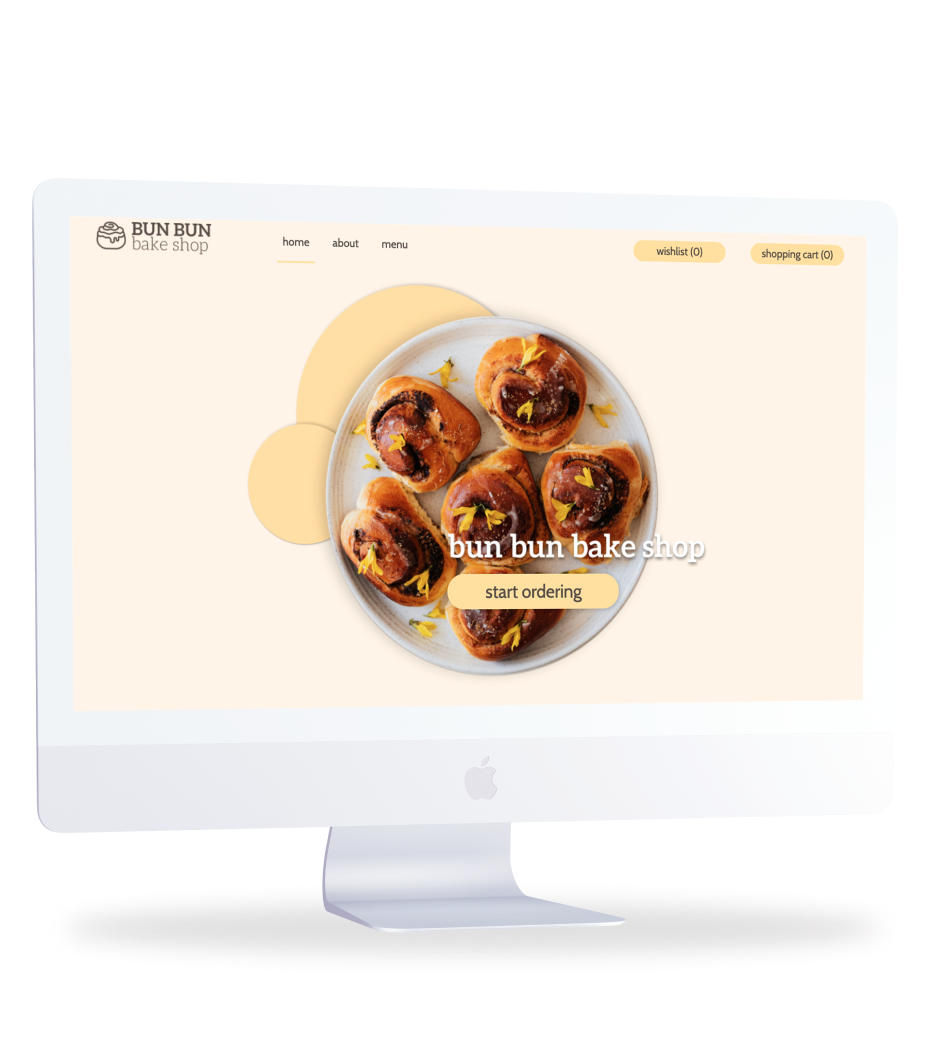 BUN BUN
bake shop
home
about
menu
wishlist (0)
shopping cart (0)
bun bun bake shop
start ordering